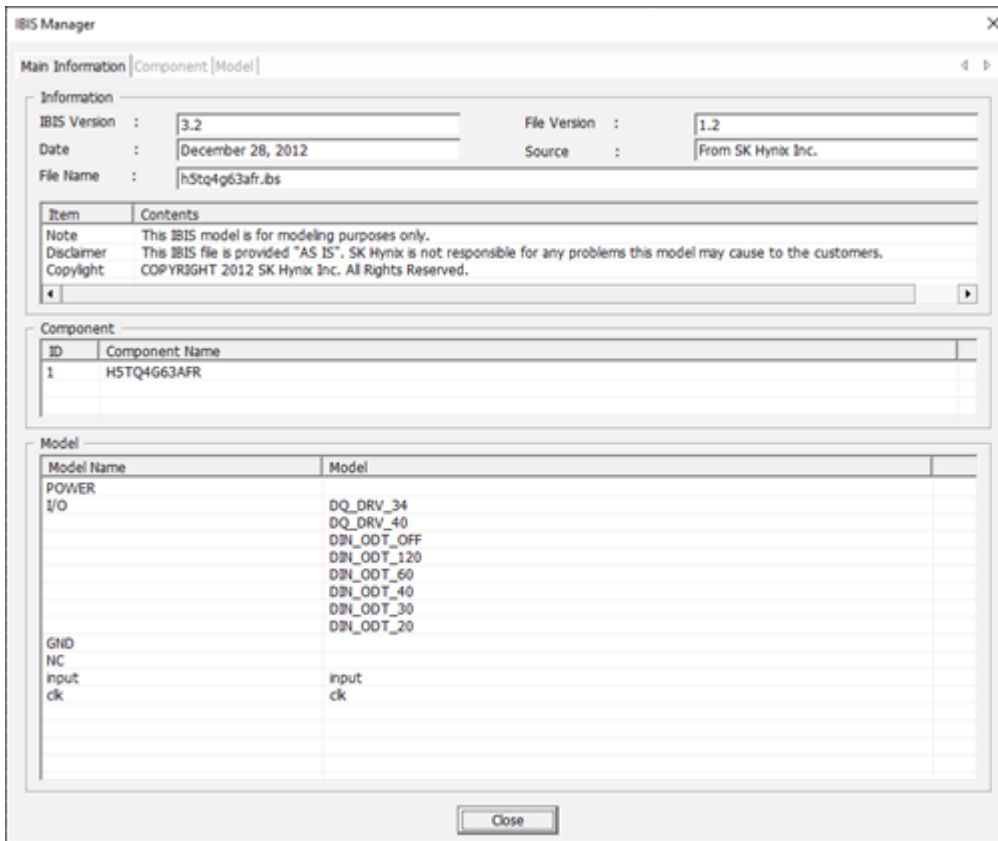 IBIS Manager
Main Information Component Model
Information
IBIS Version : 3.2 File Version : 1.2
Date : December 28, 2012 Source : From SK Hynix Inc.
File Name : h5tq4g63afr.ibs
Item Contents
Note This IBIS model is for modeling purposes only.
Disclaimer This IBIS file is provided "AS IS". SK Hynix is not responsible for any problems this model may cause to the customers.
Copylight COPYRIGHT 2012 SK Hynix Inc. All Rights Reserved.
Component
ID Component Name
1 H5TQ4G63AFR
Model
Model Name Model
POWER
I/O DQ_DRV_34
DQ_DRV_40
DIN_ODT_OFF
DIN_ODT_120
DIN_ODT_60
DIN_ODT_40
DIN_ODT_30
DIN_ODT_20
GND
NC
input input
clk clk
Close